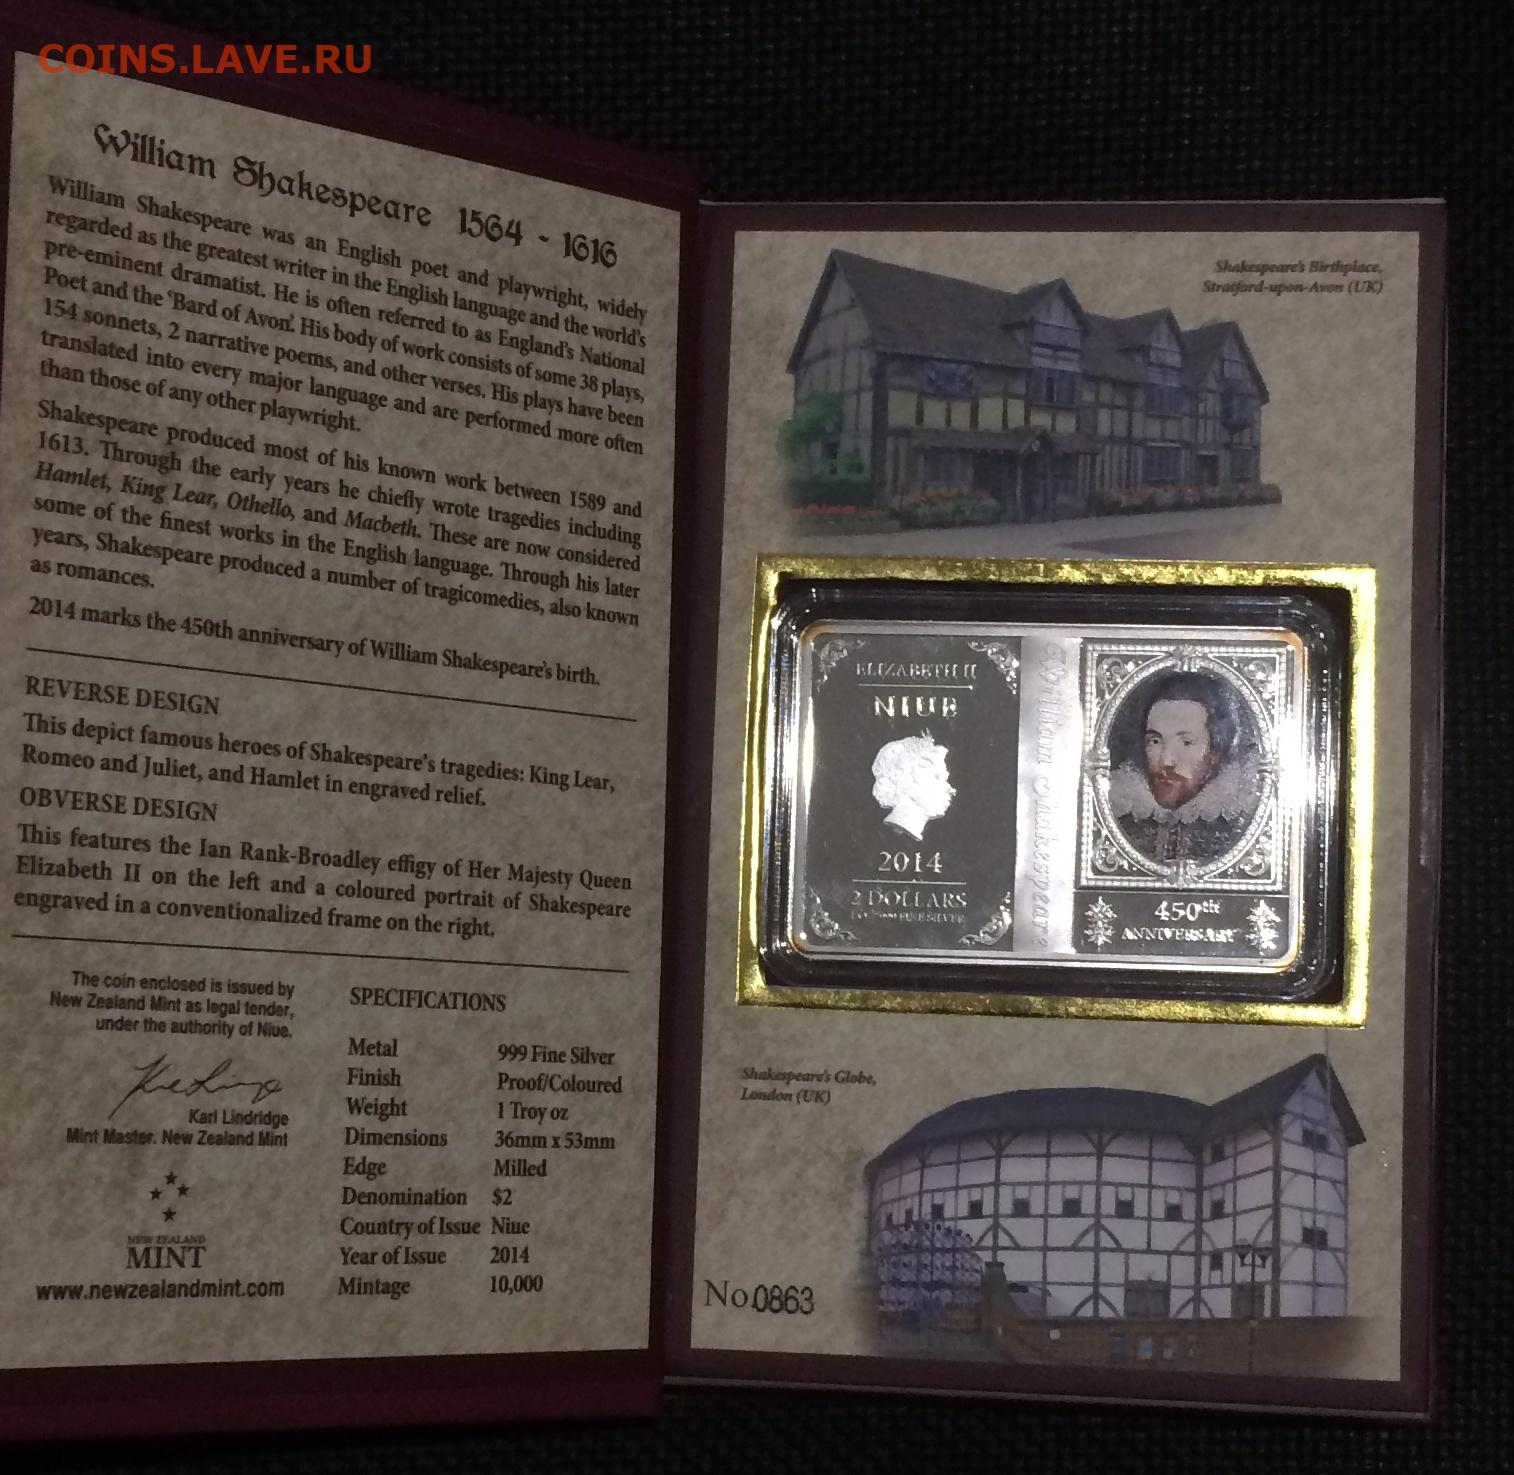 COINS.LAVE.RU
William Shakespeare 1564 - 1616
William Shakespeare was an English poet and playwright, widely
regarded as the greatest writer in the English language and the world's
pre-eminent dramatist. He is often referred to as England's National
Poet and the 'Bard of Avon'. His body of work consists of some 38 plays,
154 sonnets, 2 narrative poems, and other verses. His plays have been
translated into every major language and are performed more often
than those of any other playwright.
Shakespeare produced most of his known work between 1589 and
1613. Through the early years he chiefly wrote tragedies including
Hamlet, King Lear, Othello, and Macbeth. These are now considered
some of the finest works in the English language. Through his later
years, Shakespeare produced a number of tragicomedies, also known
as romances.
2014 marks the 450th anniversary of William Shakespeare's birth.
REVERSE DESIGN
This depict famous heroes of Shakespeare's tragedies: King Lear,
Romeo and Juliet, and Hamlet in engraved relief.
OBVERSE DESIGN
This features the Ian Rank-Broadley effigy of Her Majesty Queen
Elizabeth II on the left and a coloured portrait of Shakespeare
engraved in a conventionalized frame on the right.
The coin enclosed is issued by
New Zealand Mint as legal tender,
under the authority of Niue.
Karl Lindridge
Mint Master. New Zealand Mint
NEW ZEALAND
MINT
www.newzealandmint.com
SPECIFICATIONS
Metal 999 Fine Silver
Finish Proof/Coloured
Weight 1 Troy oz
Dimensions 36mm x 53mm
Edge Milled
Denomination $2
Country of Issue Niue
Year of Issue 2014
Mintage 10,000
Shakespeare's Birthplace,
Stratford-upon-Avon (UK)
ELIZABETH II
NIUE
2014
2 DOLLARS
FINE SILVER
William Shakespeare
450th
ANNIVERSARY
Shakespeare's Globe,
London (UK)
No.0863